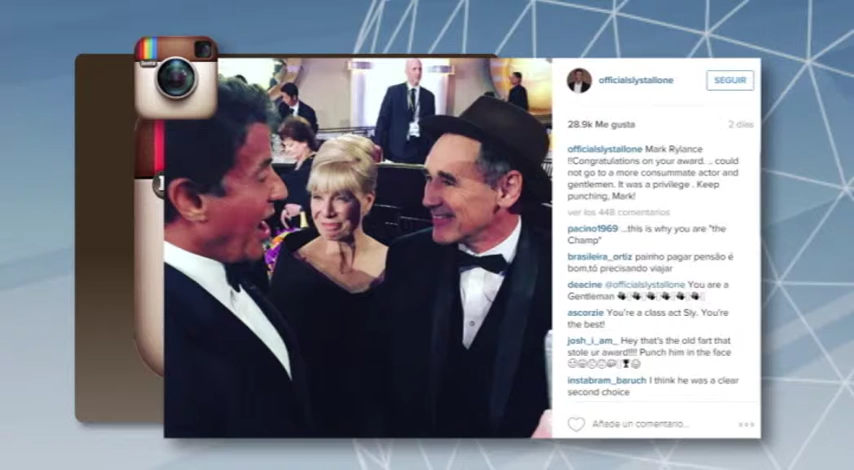 officialslystallone
SEGUIR
28.9k Me gusta
2 días
officialslystallone Mark Rylance
!!Congratulations on your award. .. could
not go to a more consummate actor and
gentlemen. It was a privilege . Keep
punching, Mark!
ver los 448 comentarios
pacino1969 ...this is why you are "the
Champ"
brasileira_ortiz painho pagar pensão é
bom,tó precisando viajar
deacine @officialslystallone You are a
Gentleman
ascorzie You're a class act Sly. You're
the best!
josh_i_am_ Hey that's the old fart that
stole ur award!!!! Punch him in the face
instabram_baruch I think he was a clear
second choice
Añade un comentario...